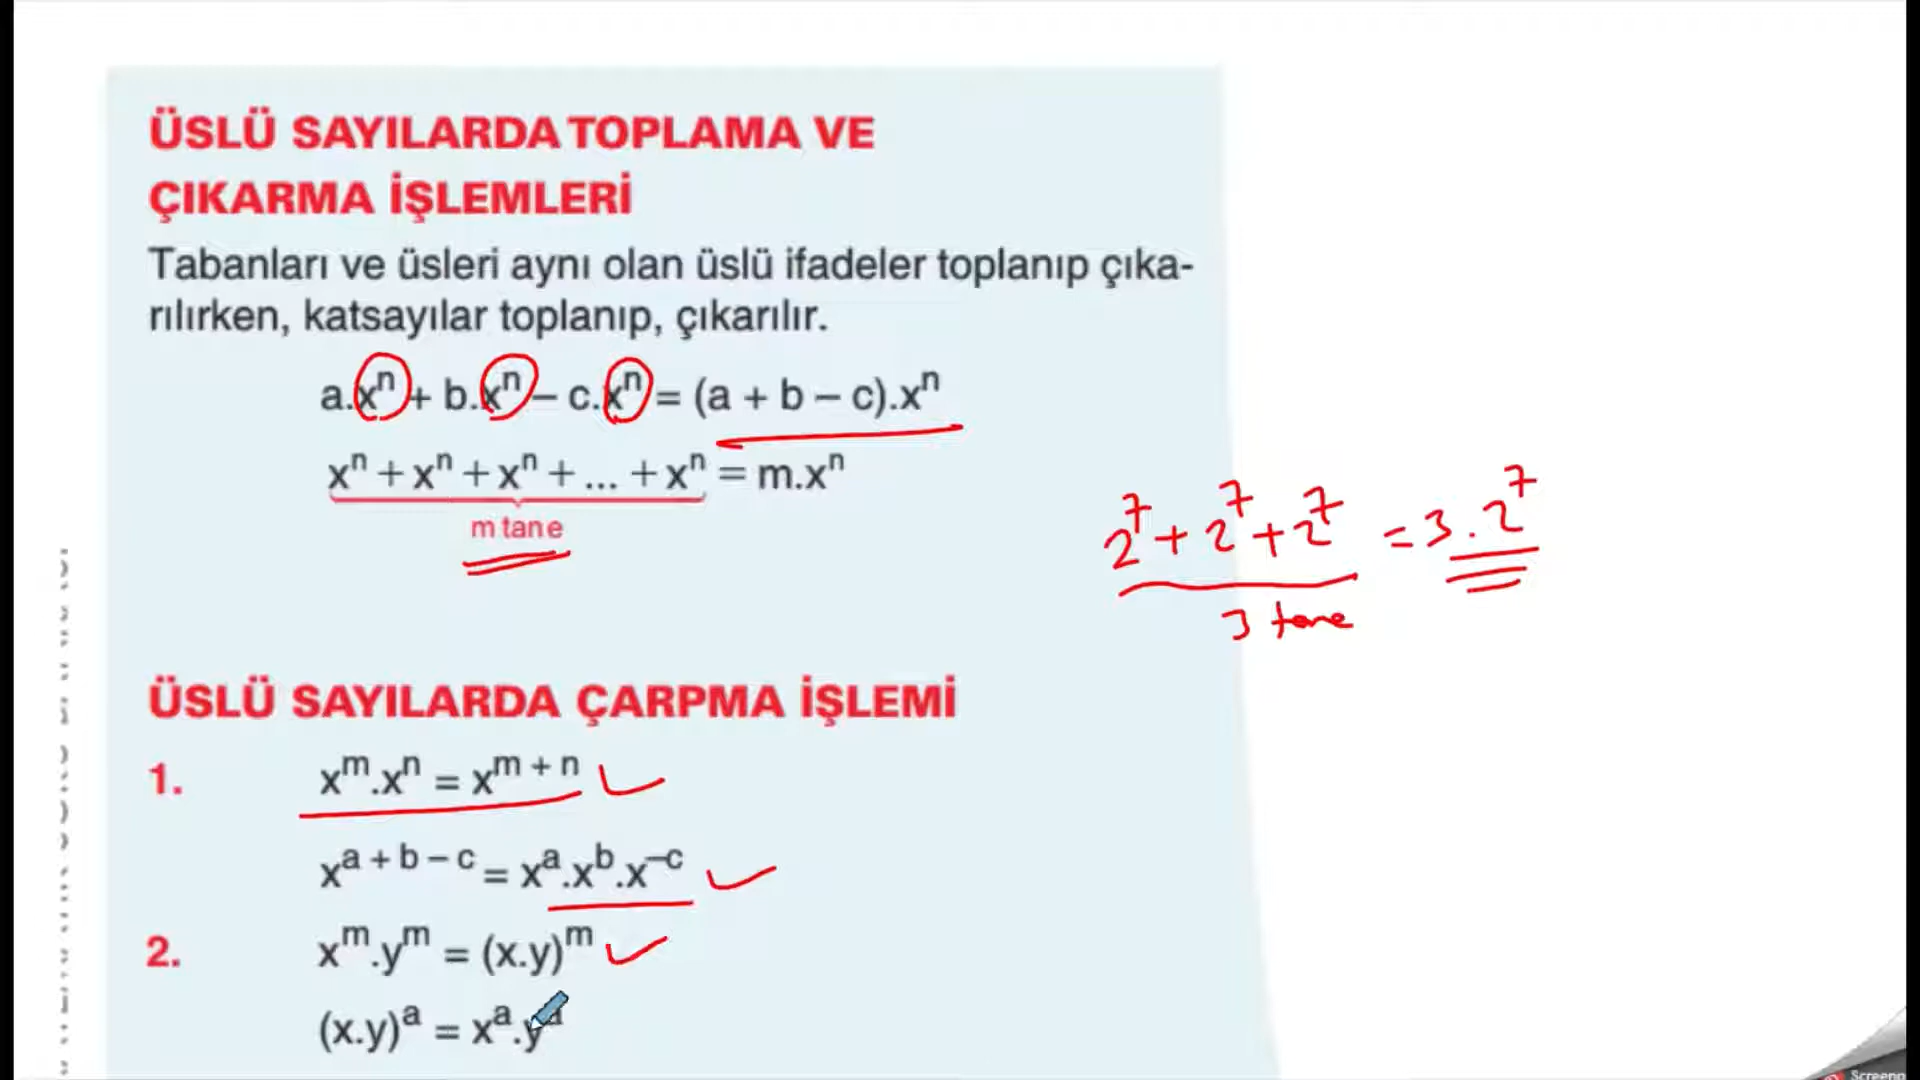 ÜSLÜ SAYILARDA TOPLAMA VE
ÇIKARMA İŞLEMLERİ
Tabanları ve üsleri aynı olan üslü ifadeler toplanıp çıka-
rılırken, katsayılar toplanıp, çıkarılır.
a.xⁿ + b.xⁿ – c.xⁿ = (a + b – c).xⁿ
xⁿ + xⁿ + xⁿ + ... + xⁿ = m.xⁿ
m tane
2⁷ + 2⁷ + 2⁷ = 3.2⁷
3 tane
ÜSLÜ SAYILARDA ÇARPMA İŞLEMİ
1. xᵐ.xⁿ = xᵐ ⁺ ⁿ
xᵃ ⁺ ᵇ ⁻ ᶜ = xᵃ.xᵇ.x⁻ᶜ
2. xᵐ.yᵐ = (x.y)ᵐ
(x.y)ᵃ = xᵃ.yᵃ